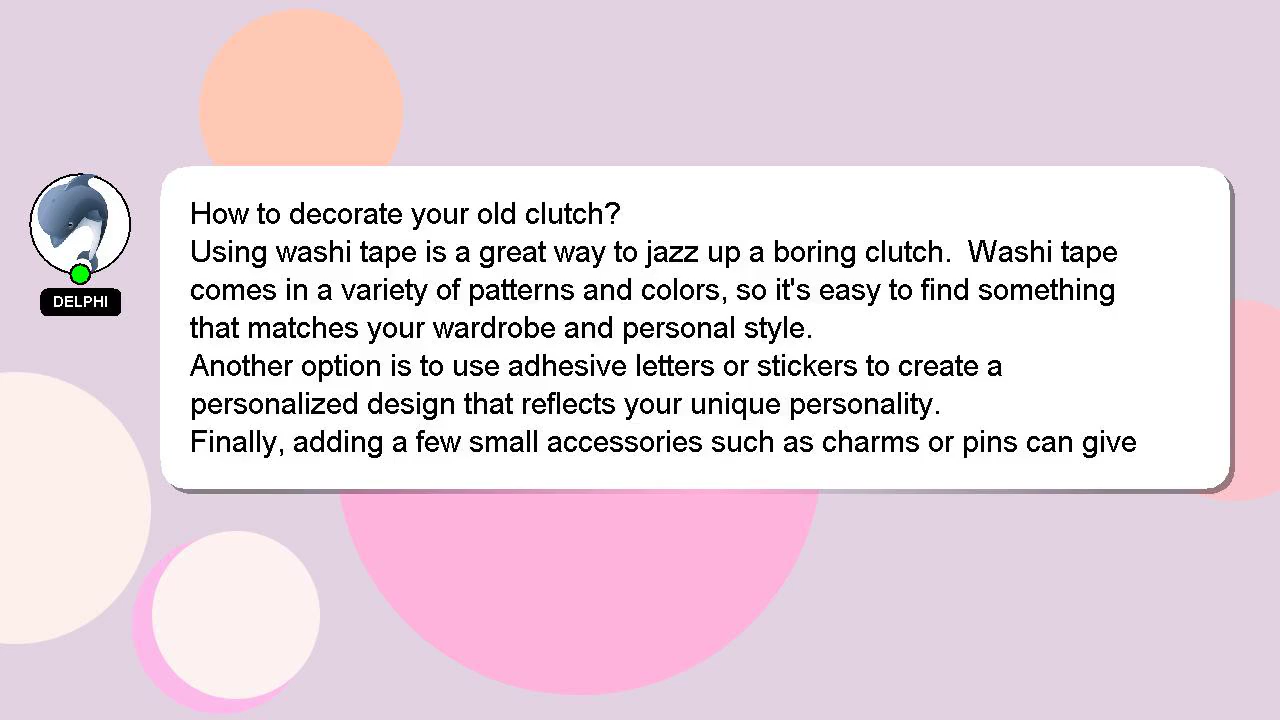 DELPHI
How to decorate your old clutch?
Using washi tape is a great way to jazz up a boring clutch.  Washi tape
comes in a variety of patterns and colors, so it's easy to find something
that matches your wardrobe and personal style.
Another option is to use adhesive letters or stickers to create a
personalized design that reflects your unique personality.
Finally, adding a few small accessories such as charms or pins can give